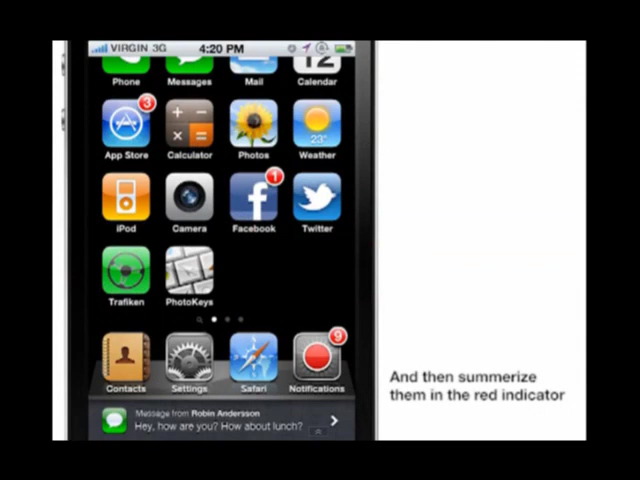 VIRGIN 3G 4:20 PM
12
Phone Messages Mail Calendar
3
23°
App Store Calculator Photos Weather
1
iPod Camera Facebook Twitter
Trafiken PhotoKeys
9
Contacts Settings Safari Notifications
Message from Robin Andersson
Hey, how are you? How about lunch?
And then summerize
them in the red indicator